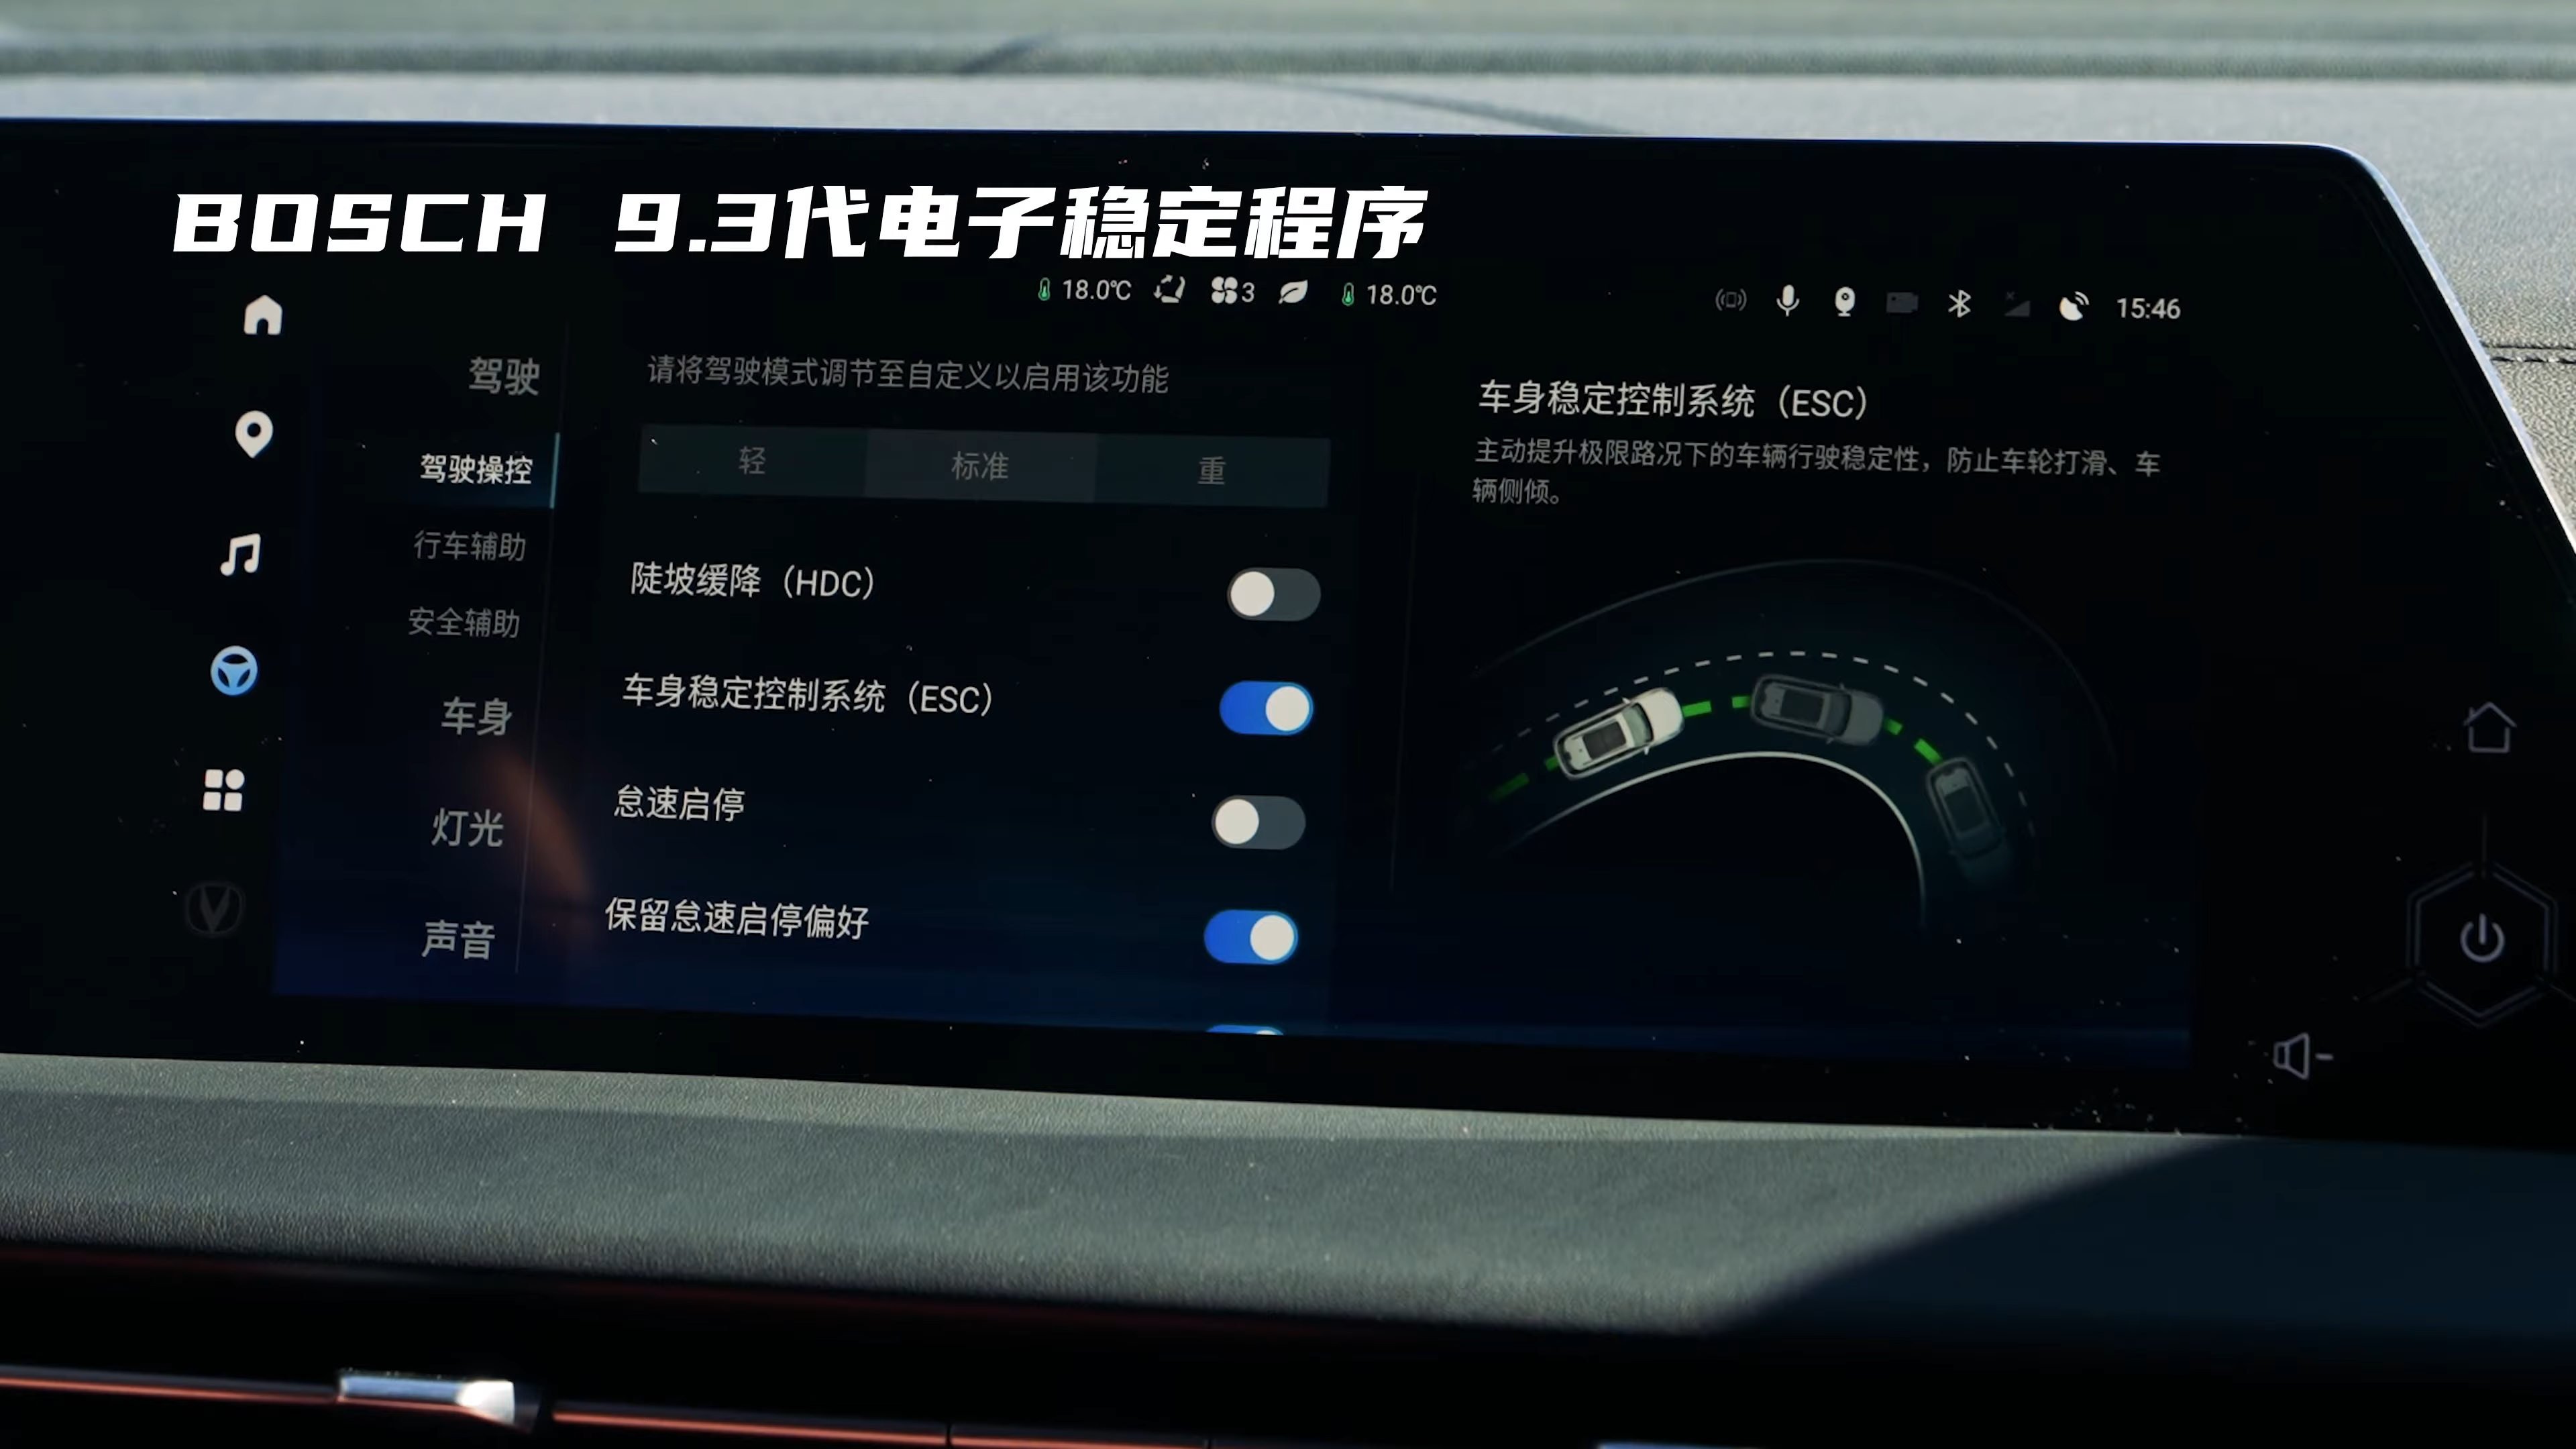 BOSCH 9.3代电子稳定程序
18.0℃ 3 18.0℃
15:46
驾驶
驾驶操控
行车辅助
安全辅助
车身
灯光
声音
请将驾驶模式调节至自定义以启用该功能
轻 标准 重
陡坡缓降（HDC）
车身稳定控制系统（ESC）
怠速启停
保留怠速启停偏好
车身稳定控制系统（ESC）
主动提升极限路况下的车辆行驶稳定性，防止车轮打滑、车
辆侧倾。